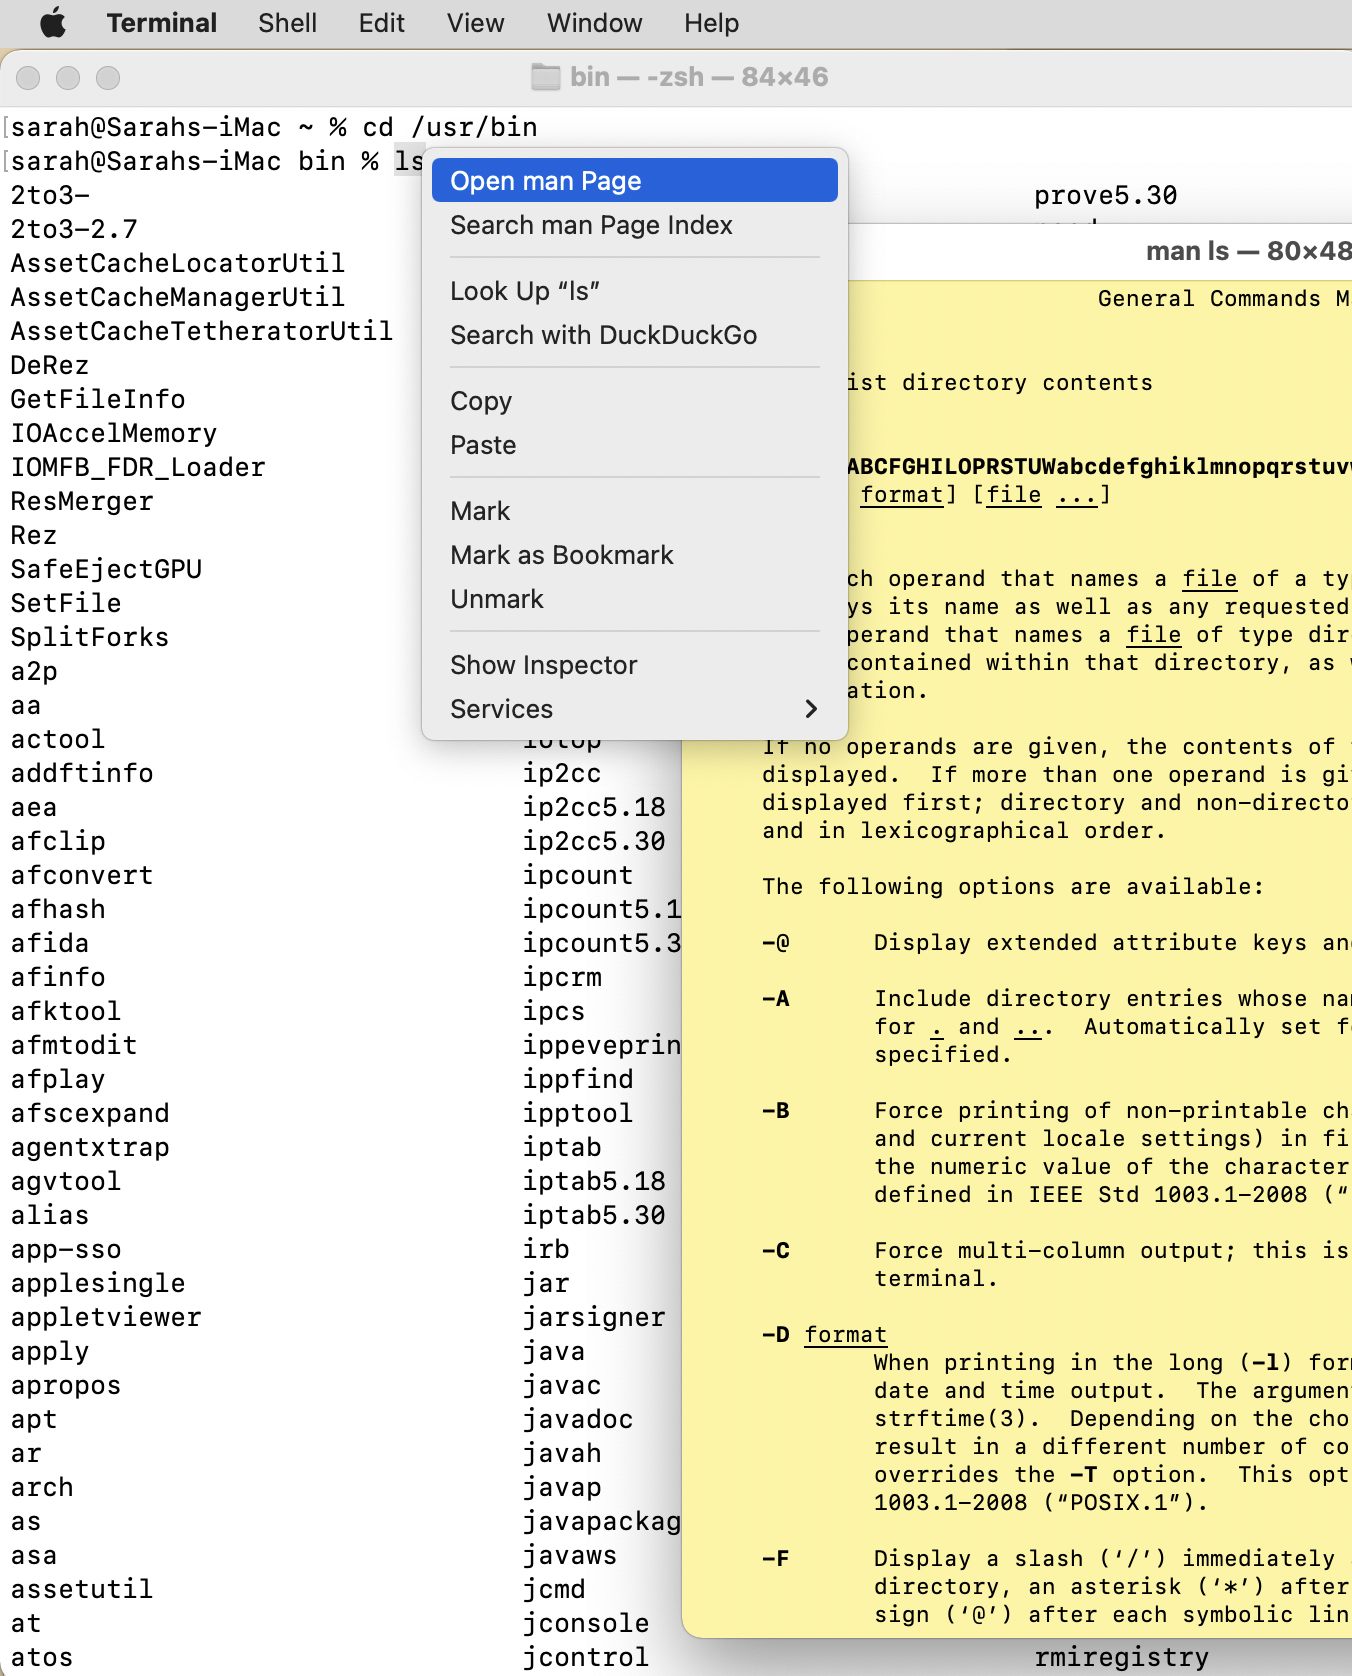 Terminal Shell Edit View Window Help
bin — -zsh — 84×46
sarah@Sarahs-iMac ~ % cd /usr/bin
sarah@Sarahs-iMac bin % ls
2to3-
2to3-2.7
AssetCacheLocatorUtil
AssetCacheManagerUtil
AssetCacheTetheratorUtil
DeRez
GetFileInfo
IOAccelMemory
IOMFB_FDR_Loader
ResMerger
Rez
SafeEjectGPU
SetFile
SplitForks
a2p
aa
actool
addftinfo
aea
afclip
afconvert
afhash
afida
afinfo
afktool
afmtodit
afplay
afscexpand
agentxtrap
agvtool
alias
app-sso
applesingle
appletviewer
apply
apropos
apt
ar
arch
as
asa
assetutil
at
atos
Open man Page
Search man Page Index
Look Up “ls”
Search with DuckDuckGo
Copy
Paste
Mark
Mark as Bookmark
Unmark
Show Inspector
Services
iotop
ip2cc
ip2cc5.18
ip2cc5.30
ipcount
ipcount5.1
ipcount5.3
ipcrm
ipcs
ippeveprin
ippfind
ipptool
iptab
iptab5.18
iptab5.30
irb
jar
jarsigner
java
javac
javadoc
javah
javap
javapackag
javaws
jcmd
jconsole
jcontrol
prove5.30
man ls — 80×48
General Commands M
ist directory contents
ABCFGHILOPRSTUWabcdefghiklmnopqrstuv
format] [file ...]
ch operand that names a file of a ty
ys its name as well as any requested
perand that names a file of type dir
contained within that directory, as
ation.
If no operands are given, the contents of
displayed.  If more than one operand is gi
displayed first; directory and non-directo
and in lexicographical order.
The following options are available:
-@ Display extended attribute keys an
-A Include directory entries whose na
for . and ...  Automatically set f
specified.
-B Force printing of non-printable ch
and current locale settings) in fi
the numeric value of the character
defined in IEEE Std 1003.1-2008 (“
-C Force multi-column output; this is
terminal.
-D format
When printing in the long (-l) for
date and time output.  The argumen
strftime(3).  Depending on the cho
result in a different number of co
overrides the -T option.  This opt
1003.1-2008 (“POSIX.1”).
-F Display a slash (‘/’) immediately
directory, an asterisk (‘*’) after
sign (‘@’) after each symbolic lin
rmiregistry